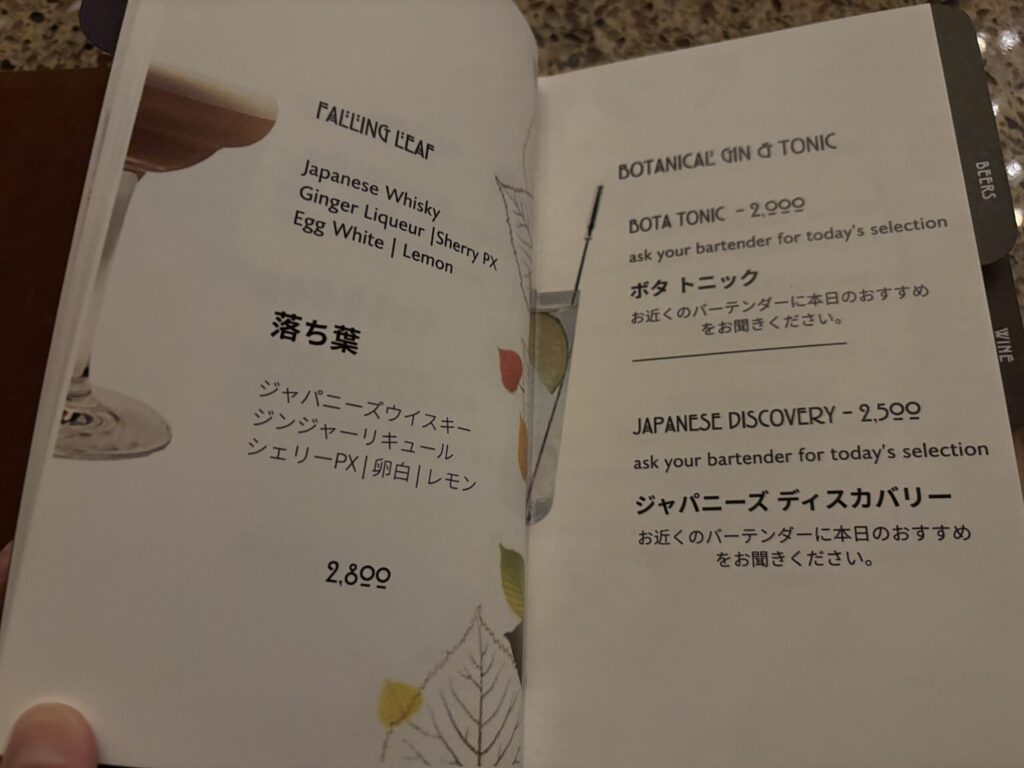 FALLING LEAF
Japanese Whisky
Ginger Liqueur |Sherry PX
Egg White | Lemon
落ち葉
ジャパニーズウイスキー
ジンジャーリキュール
シェリーPX|卵白|レモン
2,800
BOTANICAL GIN & TONIC
BOTA TONIC - 2,000
ask your bartender for today's selection
ボタ トニック
お近くのバーテンダーに本日のおすすめ
をお聞きください。
JAPANESE DISCOVERY - 2,500
ask your bartender for today's selection
ジャパニーズ ディスカバリー
お近くのバーテンダーに本日のおすすめ
をお聞きください。
BEERS
WINE